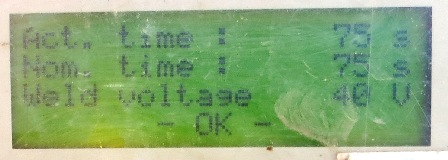 Act. time : 75 s
Nom. time : 75 s
Weld voltage 40 V
- OK -